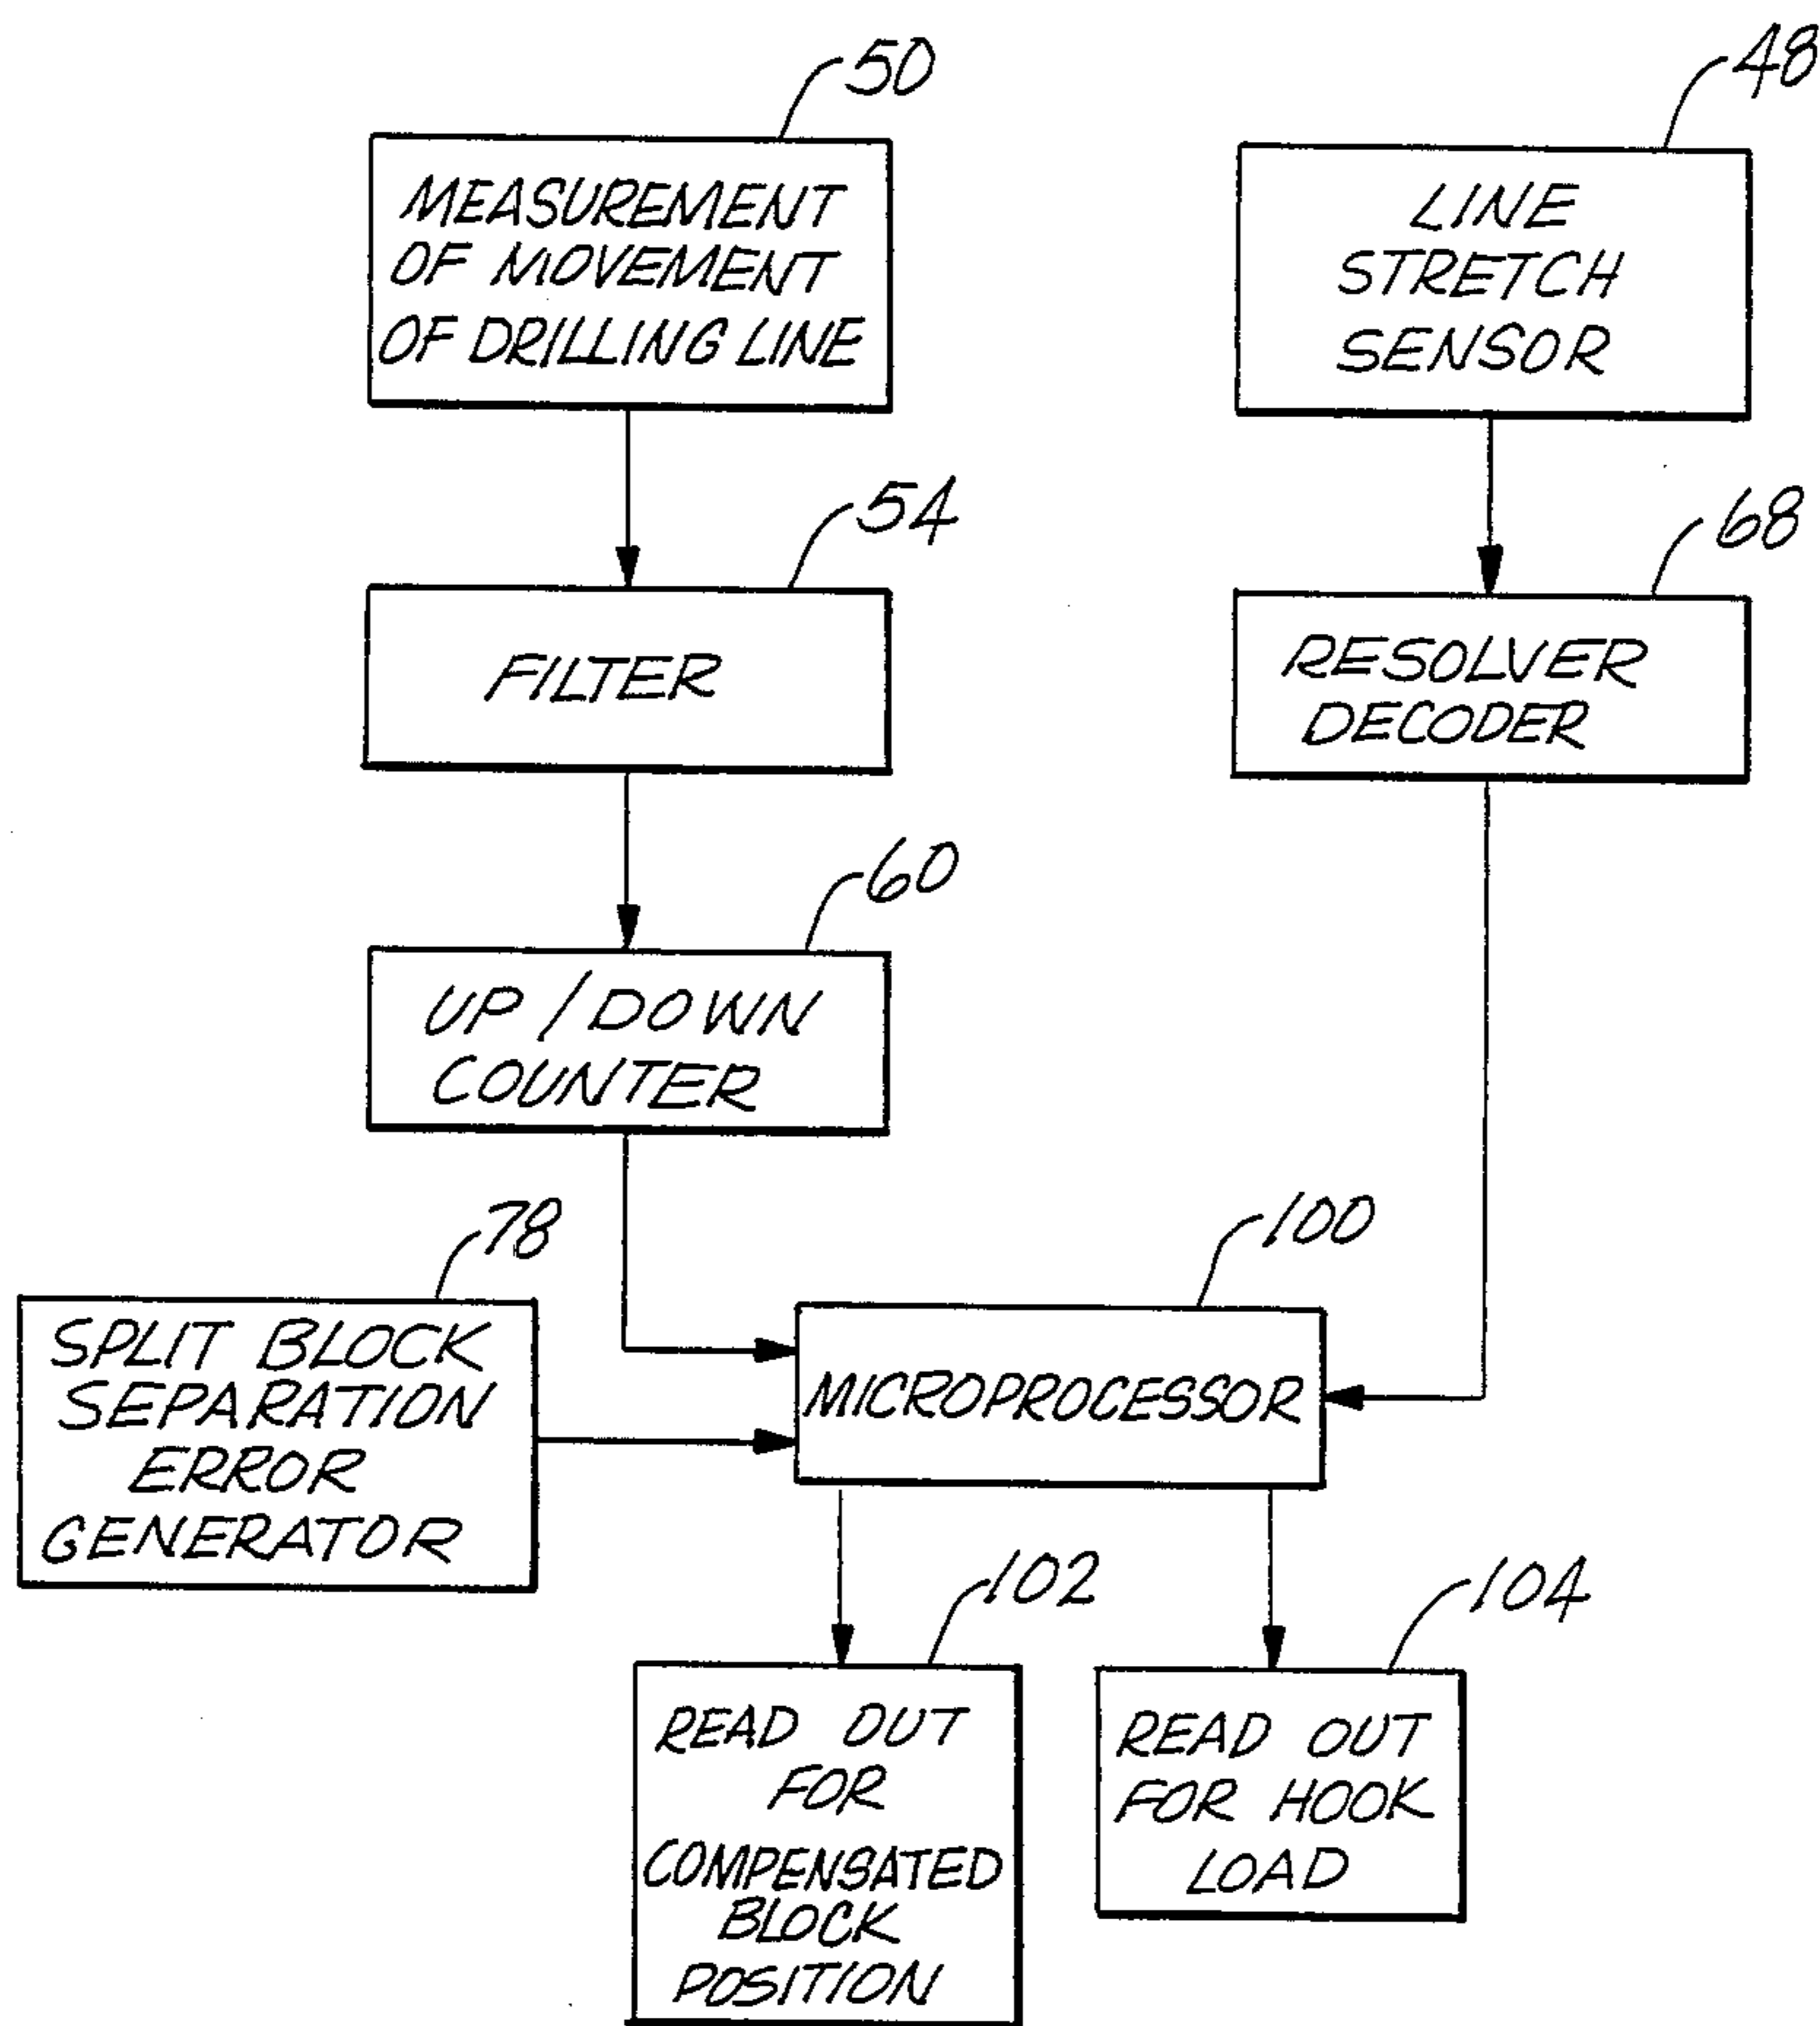 50
48
MEASUREMENT
OF MOVEMENT
OF DRILLING LINE
LINE
STRETCH
SENSOR
54
68
FILTER
RESOLVER
DECODER
60
UP / DOWN
COUNTER
78
100
SPLIT BLOCK
SEPARATION
ERROR
GENERATOR
MICROPROCESSOR
102
104
READ OUT
FOR
COMPENSATED
BLOCK
POSITION
READ OUT
FOR HOOK
LOAD